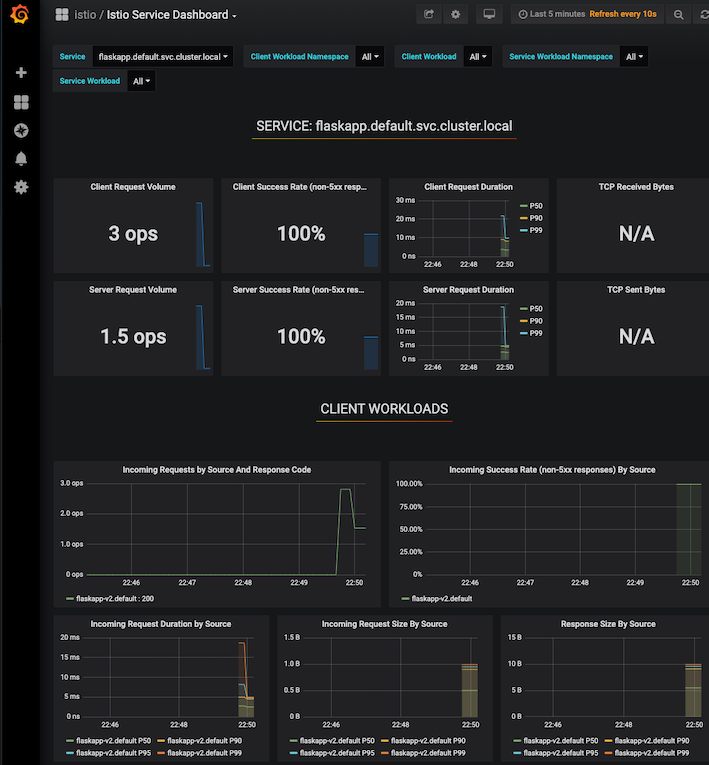 istio / Istio Service Dashboard
Last 5 minutes Refresh every 10s
Service flaskapp.default.svc.cluster.local Client Workload Namespace All Client Workload All Service Workload Namespace All
Service Workload All
SERVICE: flaskapp.default.svc.cluster.local
Client Request Volume
3 ops
Client Success Rate (non-5xx resp...
100%
Client Request Duration
30 ms
20 ms
10 ms
0 ns
22:46 22:48 22:50
P50
P90
P99
TCP Received Bytes
N/A
Server Request Volume
1.5 ops
Server Success Rate (non-5xx res...
100%
Server Request Duration
20 ms
15 ms
10 ms
5 ms
0 ns
22:46 22:48 22:50
P50
P90
P99
TCP Sent Bytes
N/A
CLIENT WORKLOADS
Incoming Requests by Source And Response Code
3.0 ops
2.0 ops
1.0 ops
0 ops
22:46 22:47 22:48 22:49 22:50
flaskapp-v2.default : 200
Incoming Success Rate (non-5xx responses) By Source
100.00%
75.00%
50.00%
25.00%
0%
22:46 22:47 22:48 22:49 22:50
flaskapp-v2.default
Incoming Request Duration by Source
20 ms
15 ms
10 ms
5 ms
0 ns
22:46 22:48 22:50
flaskapp-v2.default P50 flaskapp-v2.default P90
flaskapp-v2.default P95 flaskapp-v2.default P99
Incoming Request Size By Source
1.5 B
1.0 B
0.5 B
0 B
22:46 22:48 22:50
flaskapp-v2.default P50 flaskapp-v2.default P90
flaskapp-v2.default P95 flaskapp-v2.default P99
Response Size By Source
15 B
10 B
5 B
0 B
22:46 22:48 22:50
flaskapp-v2.default P50 flaskapp-v2.default P90
flaskapp-v2.default P95 flaskapp-v2.default P99